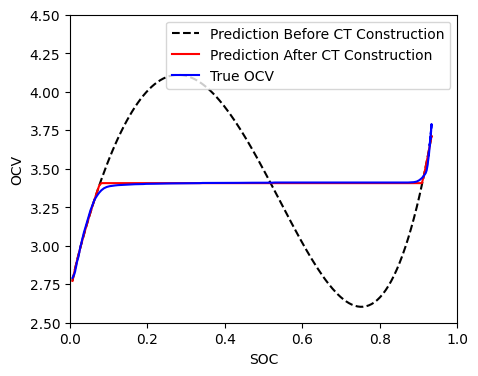 4.50
4.25
4.00
3.75
3.50
3.25
3.00
2.75
2.50
OCV
Prediction Before CT Construction
Prediction After CT Construction
True OCV
0.0 0.2 0.4 0.6 0.8 1.0
SOC